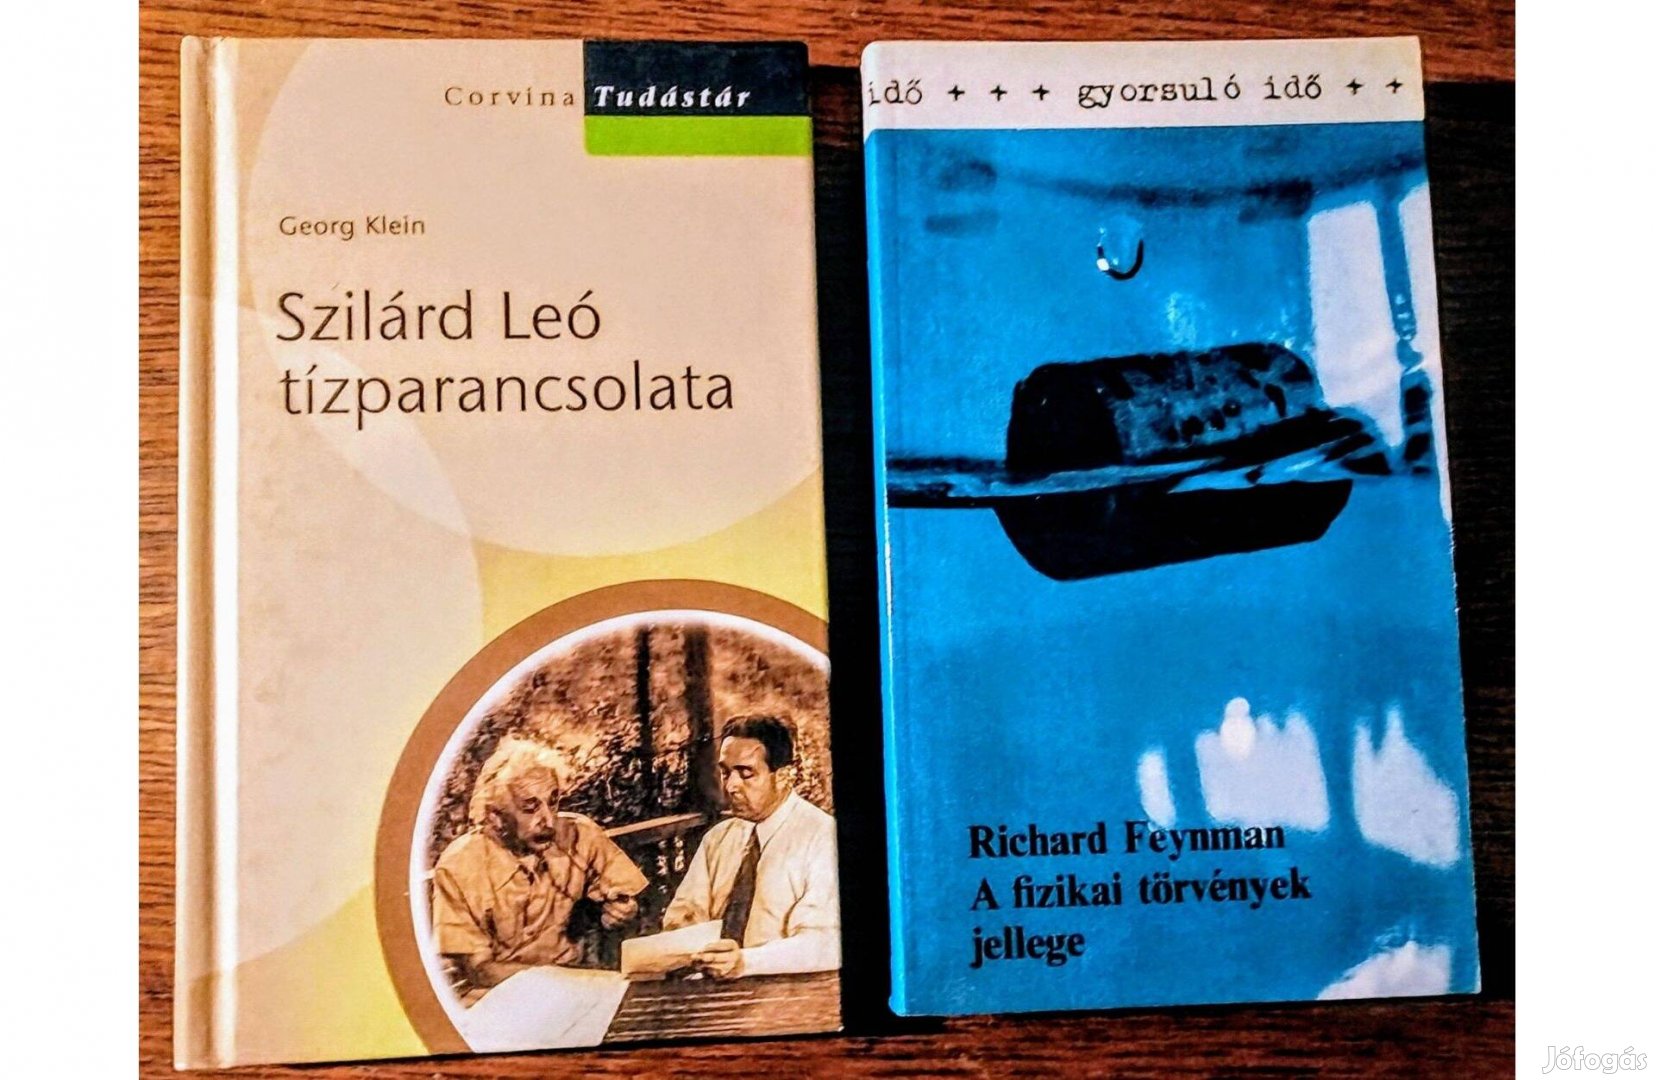 Corvina Tudástár
Georg Klein
Szilárd Leó
tízparancsolata
idő + + + gyorsuló idő + +
Richard Feynman
A fizikai törvények
jellege
Jófogás